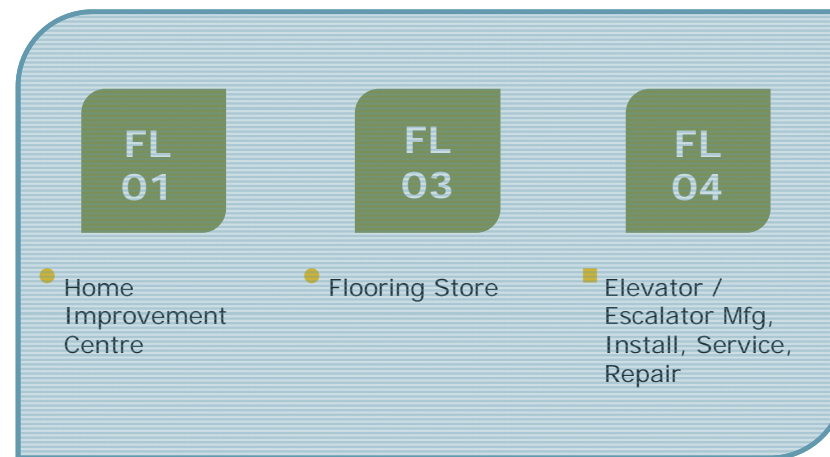 FL
01
FL
03
FL
04
Home
Improvement
Centre
Flooring Store
Elevator /
Escalator Mfg,
Install, Service,
Repair